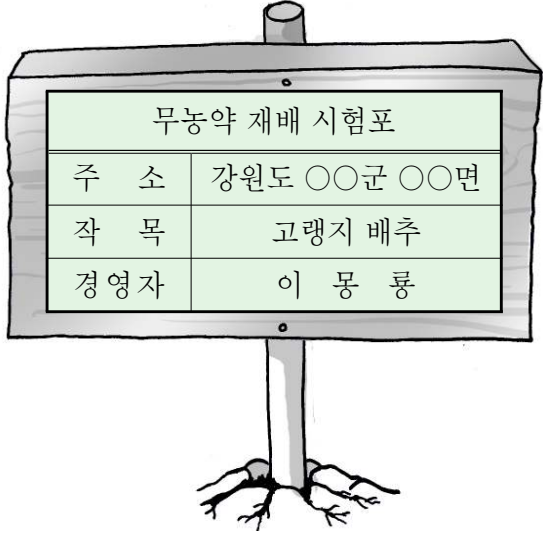 무농약 재배 시험포
주 소 강원도 ○○군 ○○면
작 목 고랭지 배추
경영자 이 몽 룡